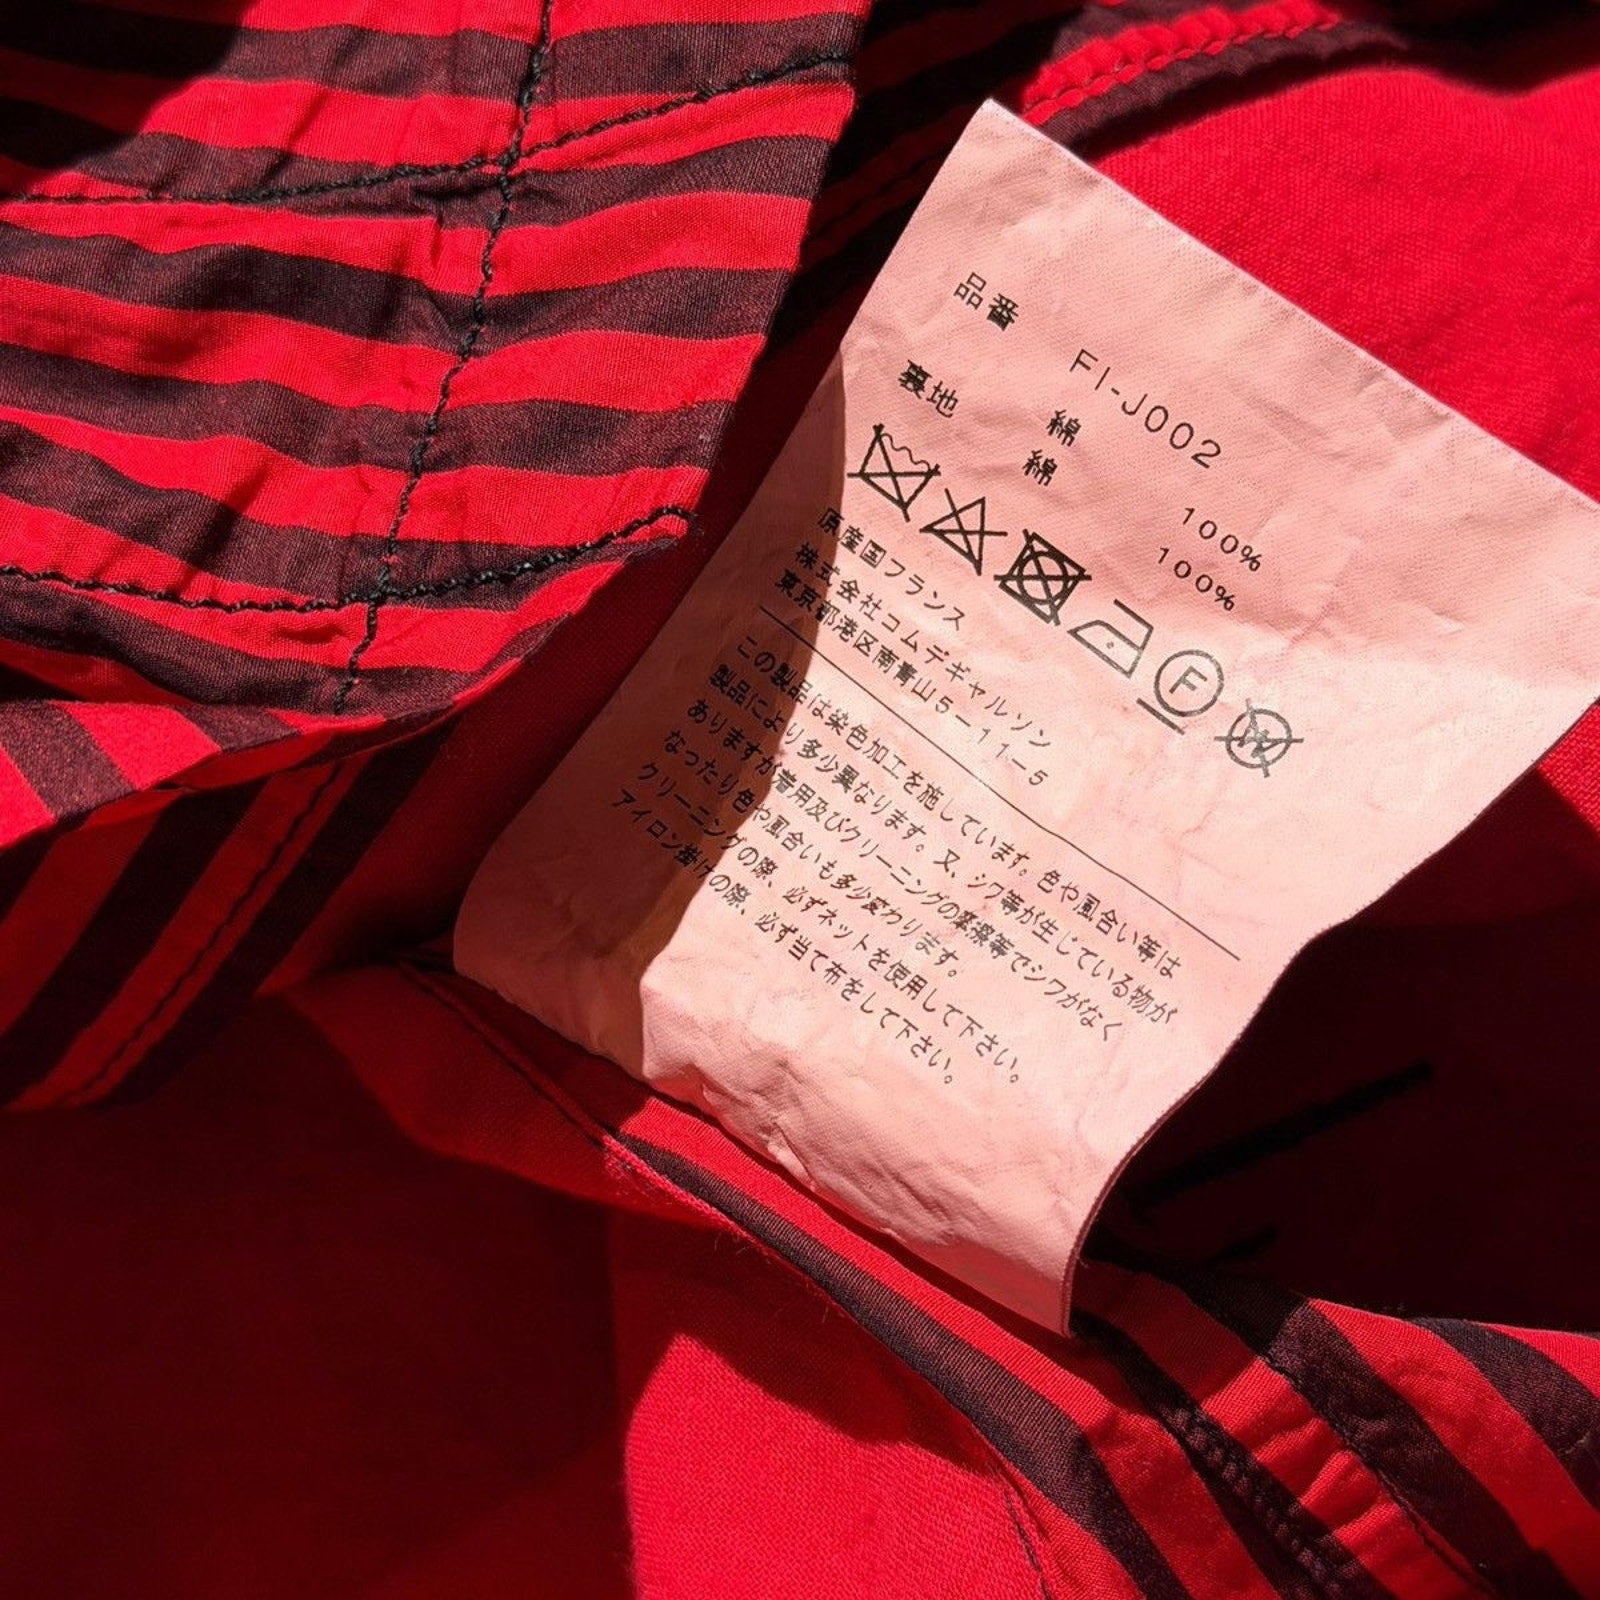 品番 FI-J002
綿 100%
裏地 綿 100%
F
W
原産国フランス
株式会社コムデギャルソン
東京都港区南青山5-11-5
この製品は染色加工を施しています。色や風合い等は
製品により多少異なります。又、シワ等が生じている物が
ありますが着用及びクリーニングの摩擦等でシワがなく
なったり色や風合いも多少変わります。
クリーニングの際、必ずネットを使用して下さい。
アイロン掛けの際、必ず当て布をして下さい。